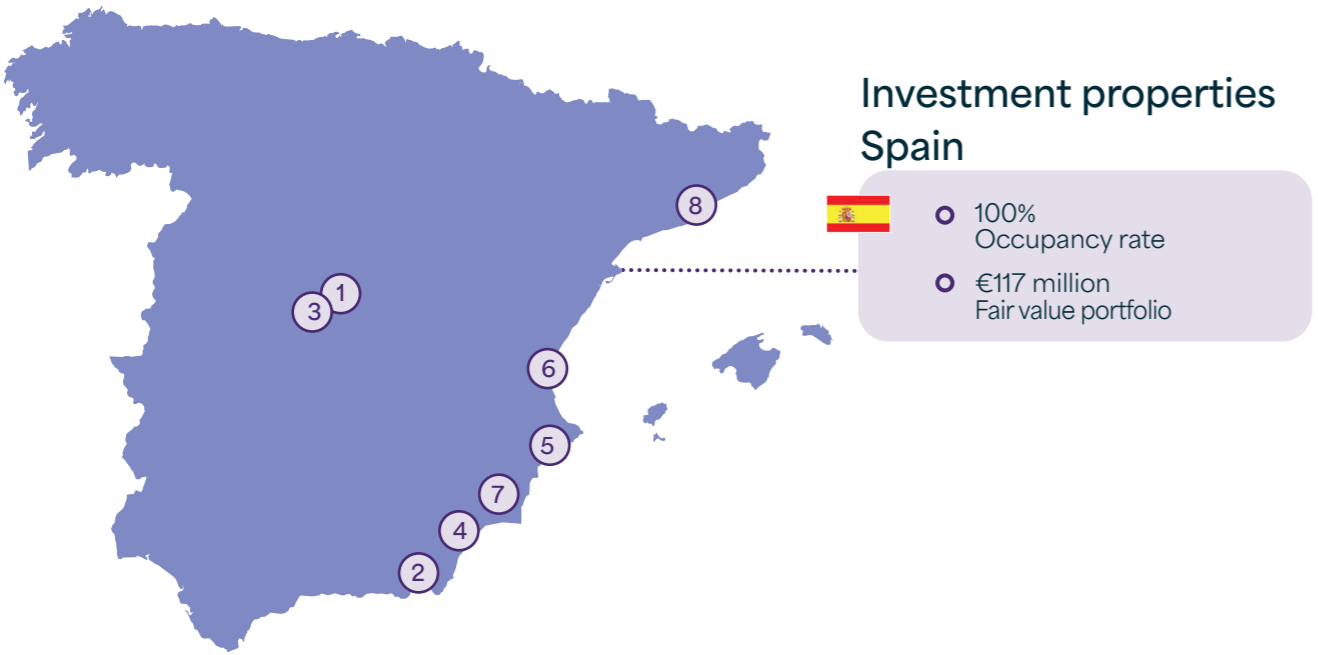 Investment properties
Spain
100%
Occupancy rate
€117 million
Fair value portfolio
8
1
3
6
5
7
4
2